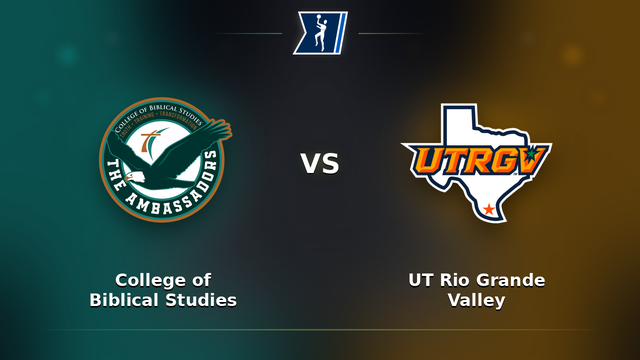 COLLEGE OF BIBLICAL STUDIES
THE AMBASSADORS
VS
UTRGV
College of
Biblical Studies
UT Rio Grande
Valley